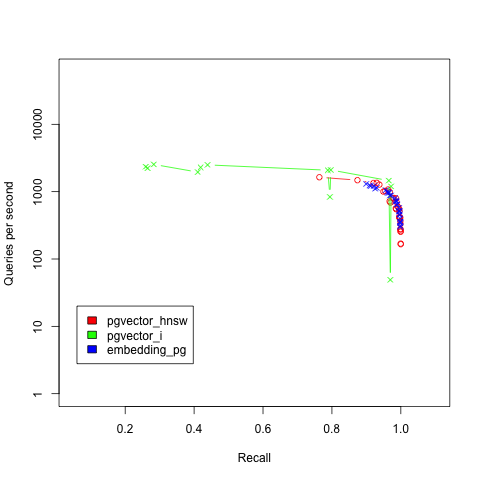 Queries per second
10000
1000
100
10
1
pgvector_hnsw
pgvector_i
embedding_pg
0.2 0.4 0.6 0.8 1.0
Recall